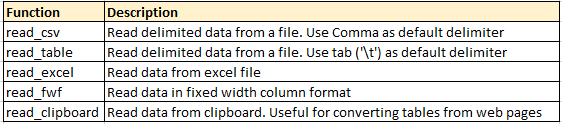 Function Description
read_csv Read delimited data from a file. Use Comma as default delimiter
read_table Read delimited data from a file. Use tab ('\t') as default delimiter
read_excel Read data from excel file
read_fwf Read data in fixed width column format
read_clipboard Read data from clipboard. Useful for converting tables from web pages